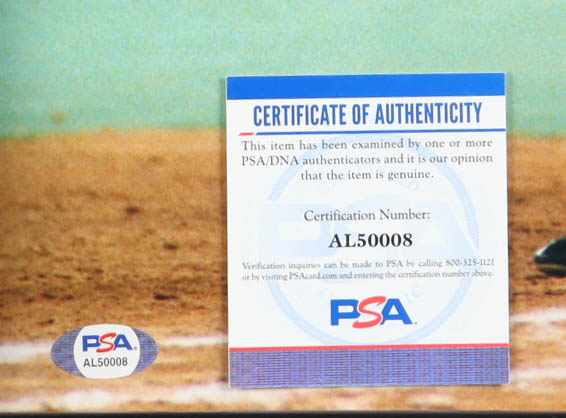 CERTIFICATE OF AUTHENTICITY
This item has been examined by one or more
PSA/DNA authenticators and it is our opinion
that the item is genuine.
Certification Number:
AL50008
Verification inquiries can be made to PSA by calling 800-325-1121
or by visiting PSAcard.com and entering the certification number above.
PSA
PSA
AL50008